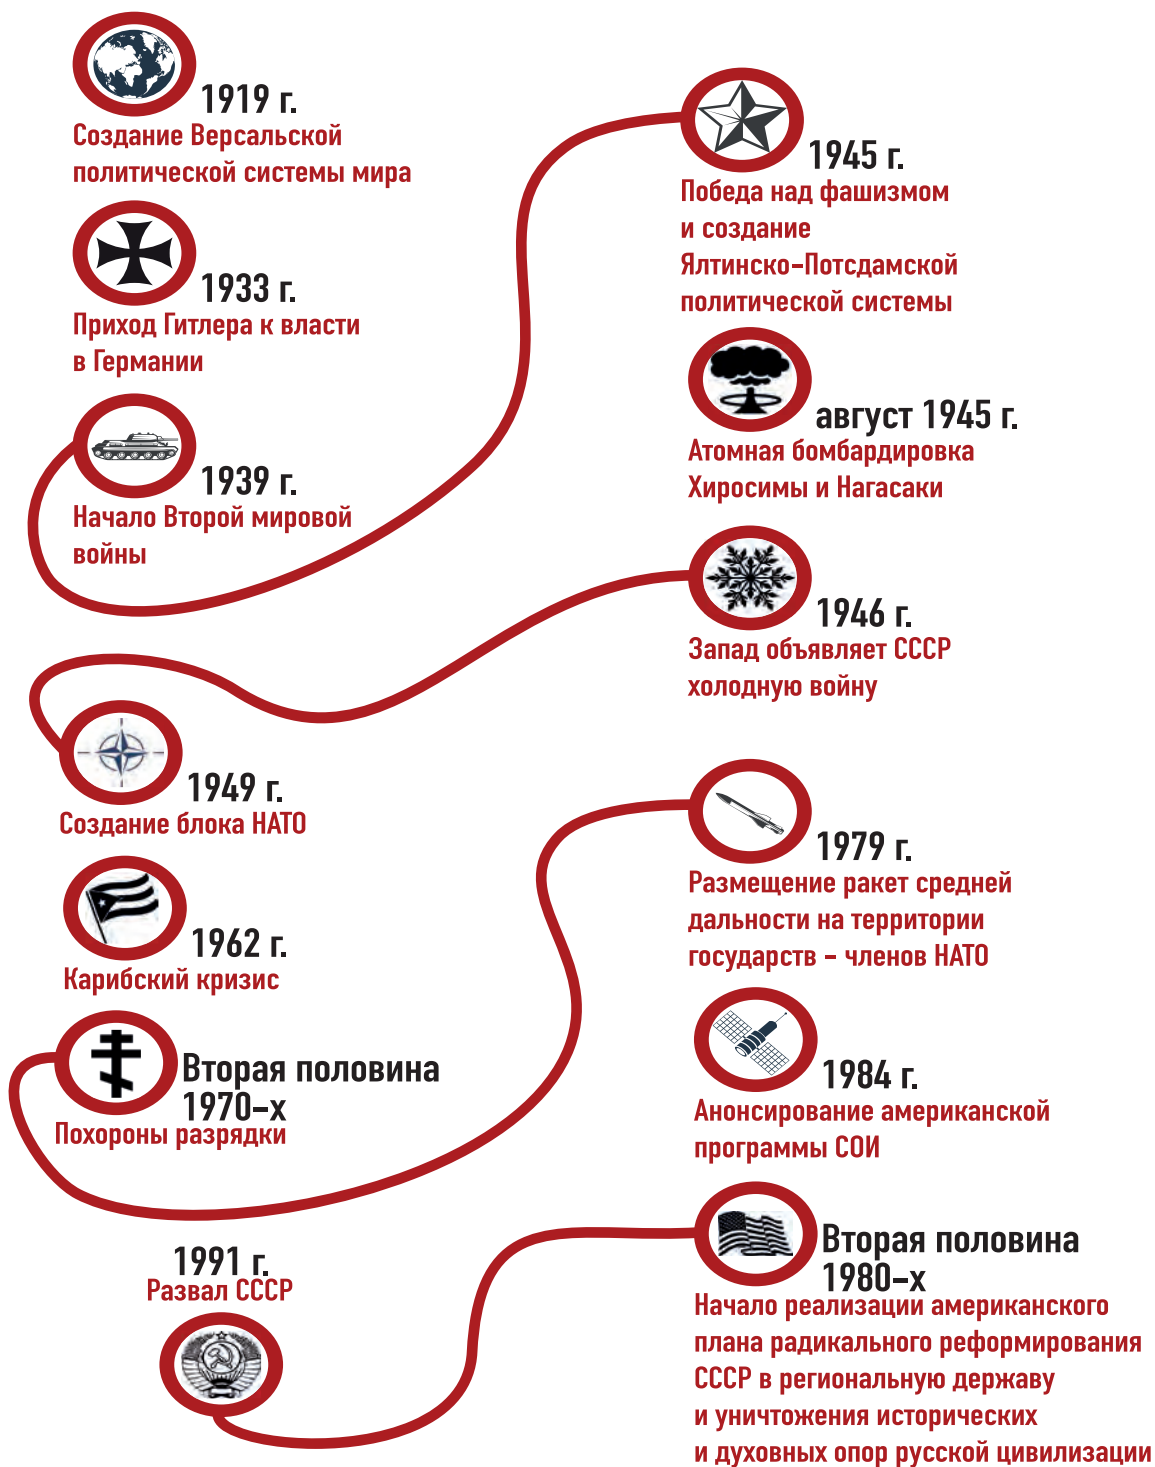 1919 г.
Создание Версальской
политической системы мира
1933 г.
Приход Гитлера к власти
в Германии
1939 г.
Начало Второй мировой
войны
1945 г.
Победа над фашизмом
и создание
Ялтинско-Потсдамской
политической системы
август 1945 г.
Атомная бомбардировка
Хиросимы и Нагасаки
1946 г.
Запад объявляет СССР
холодную войну
1949 г.
Создание блока НАТО
1962 г.
Карибский кризис
Вторая половина
1970-х
Похороны разрядки
1979 г.
Размещение ракет средней
дальности на территории
государств - членов НАТО
1984 г.
Анонсирование американской
программы СОИ
Вторая половина
1980-х
Начало реализации американского
плана радикального реформирования
СССР в региональную державу
и уничтожения исторических
и духовных опор русской цивилизации
1991 г.
Развал СССР